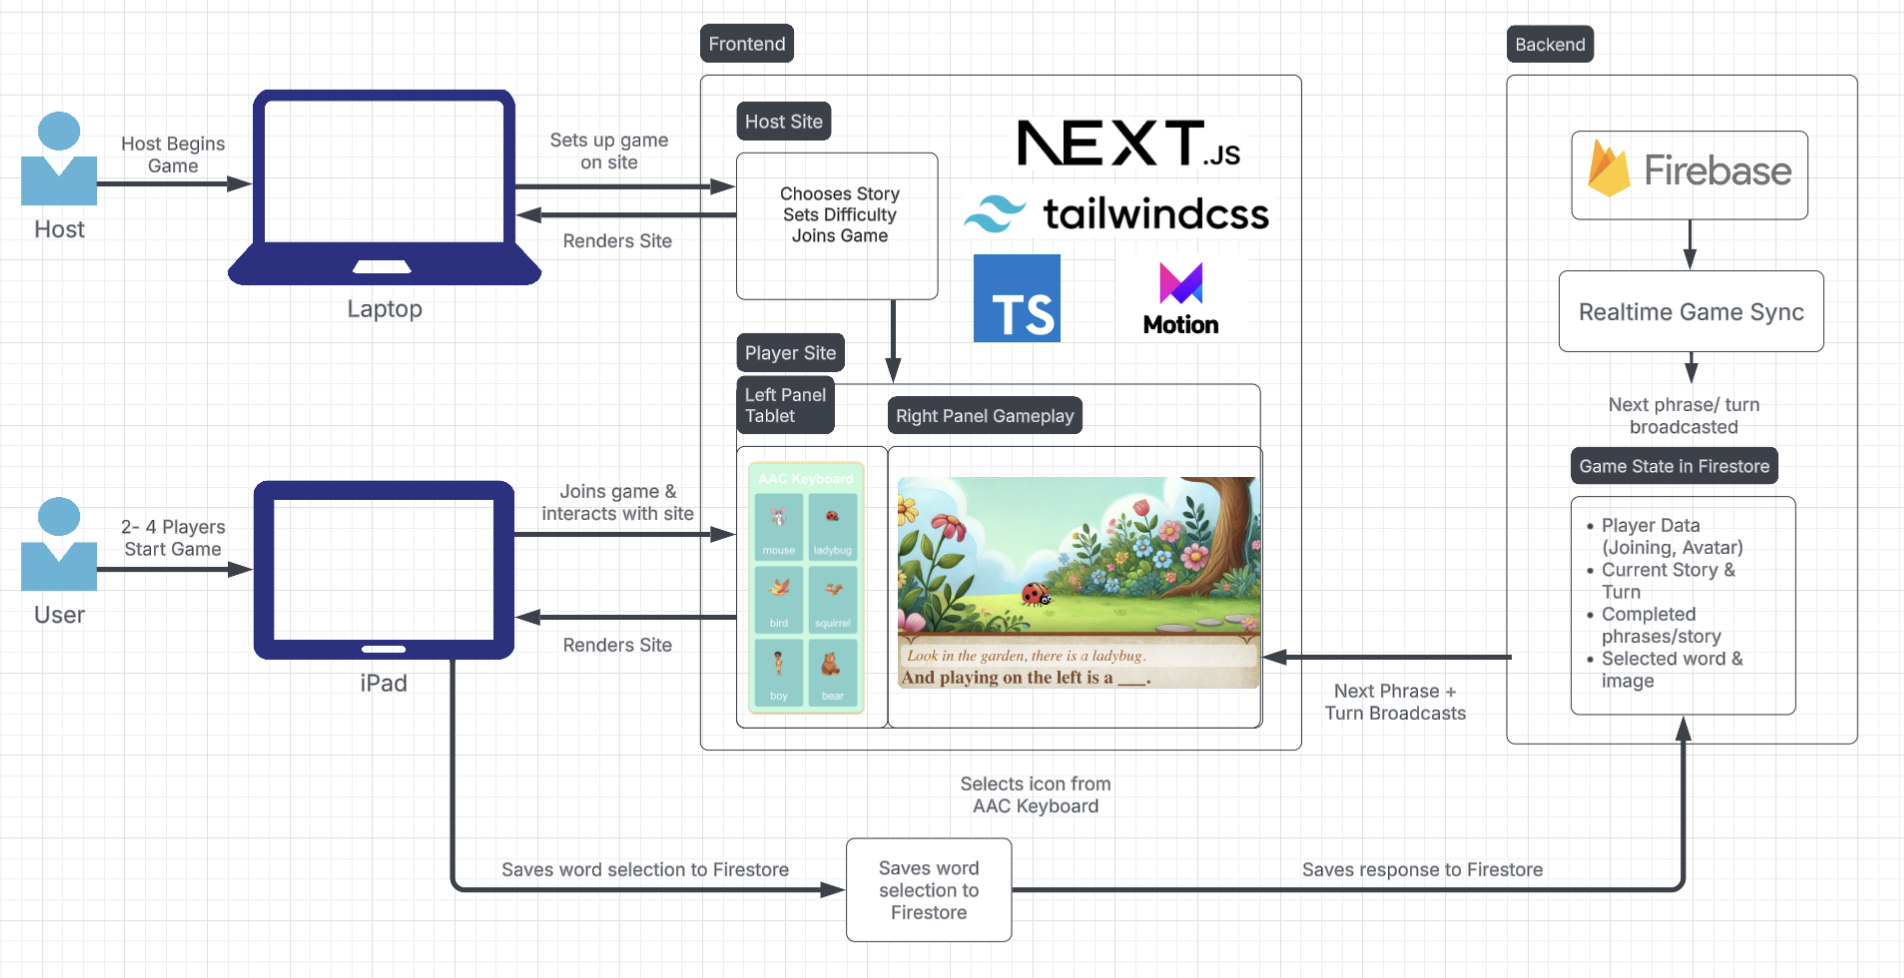 Frontend
Backend
Host Site
Host Begins
Game
Host
Laptop
Sets up game
on site
Renders Site
Chooses Story
Sets Difficulty
Joins Game
NEXT.JS
tailwindcss
TS
Motion
Firebase
Realtime Game Sync
Next phrase/ turn
broadcasted
Game State in Firestore
Player Data
(Joining, Avatar)
Current Story &
Turn
Completed
phrases/story
Selected word &
image
Player Site
Left Panel
Tablet
Right Panel Gameplay
2- 4 Players
Start Game
User
iPad
Joins game &
interacts with site
Renders Site
AAC Keyboard
mouse
ladybug
bird
squirrel
boy
bear
Look in the garden, there is a ladybug.
And playing on the left is a ___.
Next Phrase +
Turn Broadcasts
Selects icon from
AAC Keyboard
Saves word selection to Firestore
Saves word
selection to
Firestore
Saves response to Firestore